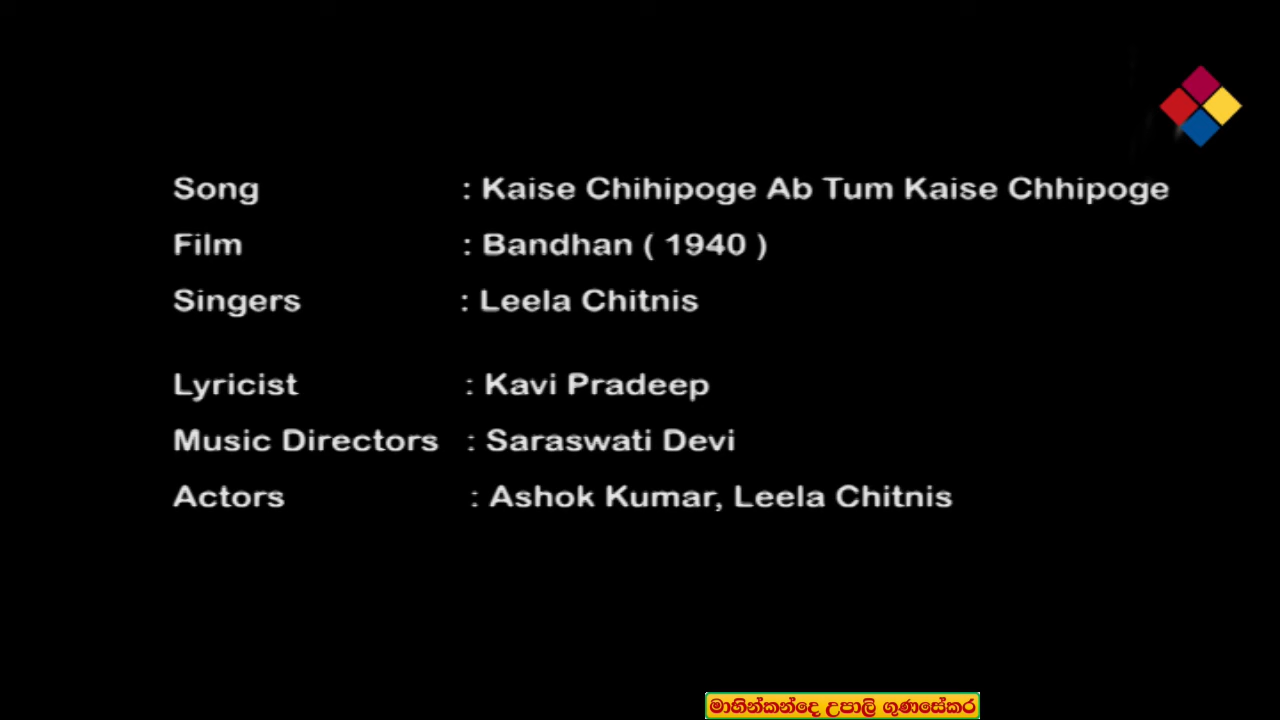 Song : Kaise Chihipoge Ab Tum Kaise Chhipoge
Film : Bandhan ( 1940 )
Singers : Leela Chitnis
Lyricist : Kavi Pradeep
Music Directors : Saraswati Devi
Actors : Ashok Kumar, Leela Chitnis
මාහින්කන්දෙ උපාලි ගුණසේකර